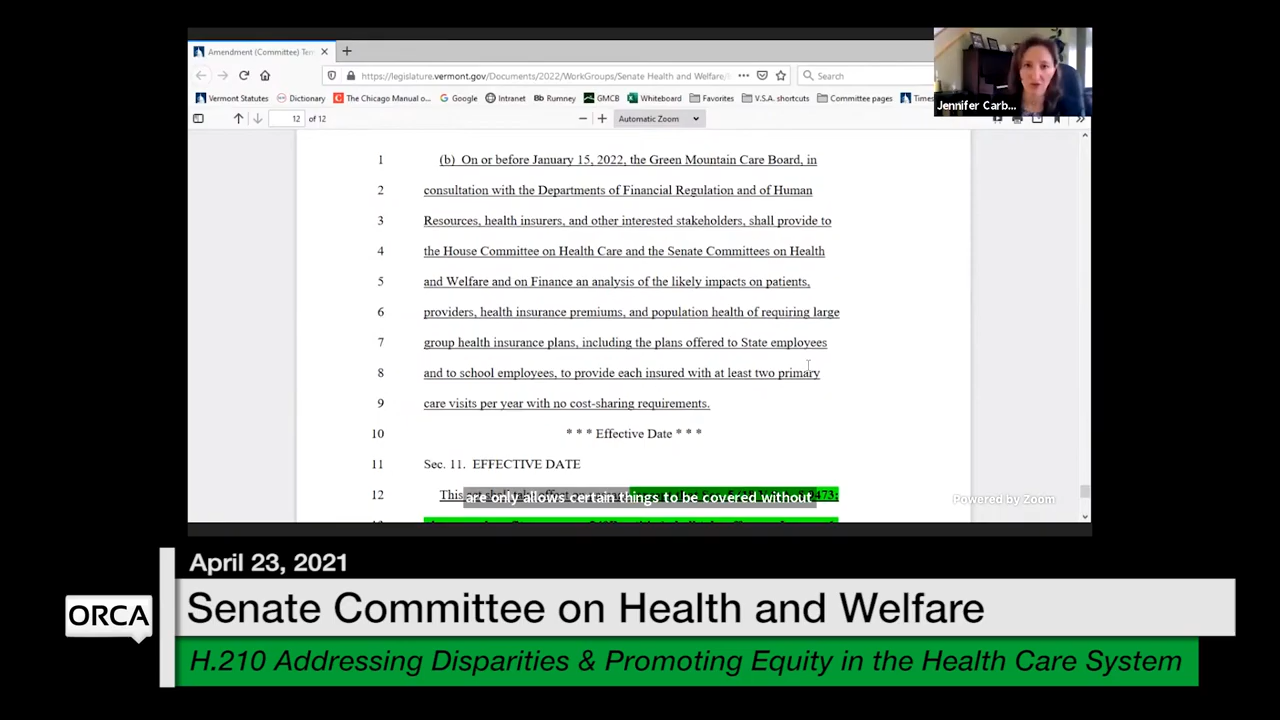 Amendment (Committee) Tem
https://legislature.vermont.gov/Documents/2022/WorkGroups/Senate Health and Welfare/
Search
Vermont Statutes
Dictionary
The Chicago Manual o...
Google
Intranet
Bb Rumney
GMCB
Whiteboard
Favorites
V.S.A. shortcuts
Committee pages
Times
Jennifer Carb...
12 of 12
Automatic Zoom
1 (b) On or before January 15, 2022, the Green Mountain Care Board, in
2 consultation with the Departments of Financial Regulation and of Human
3 Resources, health insurers, and other interested stakeholders, shall provide to
4 the House Committee on Health Care and the Senate Committees on Health
5 and Welfare and on Finance an analysis of the likely impacts on patients,
6 providers, health insurance premiums, and population health of requiring large
7 group health insurance plans, including the plans offered to State employees
8 and to school employees, to provide each insured with at least two primary
9 care visits per year with no cost-sharing requirements.
10 * * * Effective Date * * *
11 Sec. 11. EFFECTIVE DATE
12 This
are only allows certain things to be covered without
Powered by Zoom
April 23, 2021
ORCA
Senate Committee on Health and Welfare
H.210 Addressing Disparities & Promoting Equity in the Health Care System